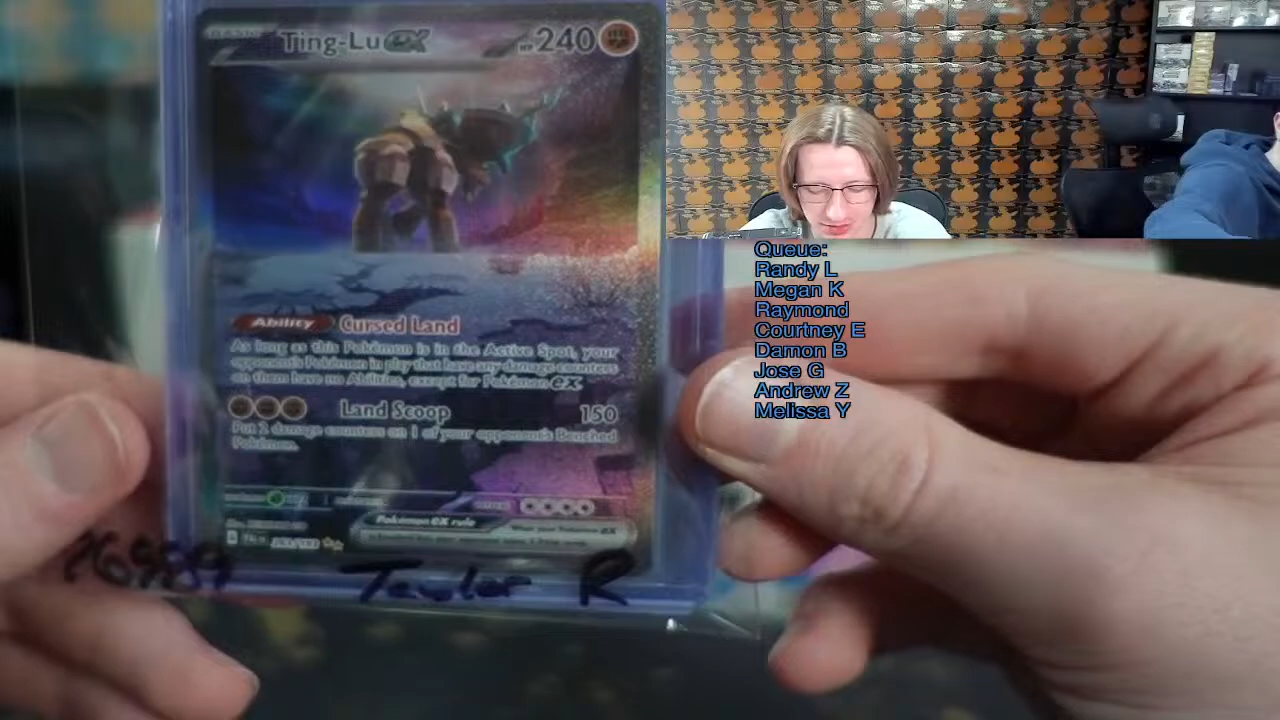 BASIC Ting-Lu ex HP 240
Ability Cursed Land
As long as this Pokémon is in the Active Spot, your
opponent's Pokémon in play that have any damage counters
on them have no Abilities, except for Pokémon ex
Land Scoop 150
Put 2 damage counters on 1 of your opponent's Benched
Pokémon.
Pokémon ex rule
Taylor R
Queue:
Randy L
Megan K
Raymond
Courtney E
Damon B
Jose G
Andrew Z
Melissa Y